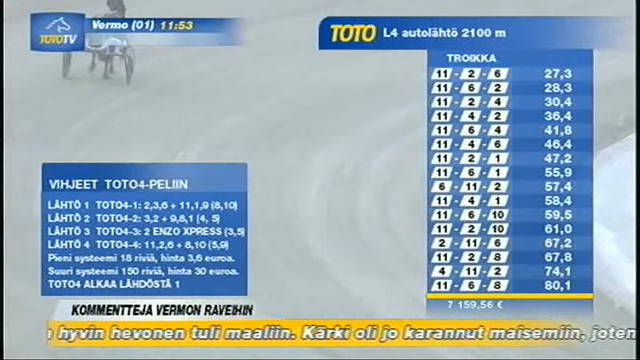 TOTOTV
Vermo (01) 11:53
TOTO L4 autolähtö 2100 m
TROIKKA
11 - 2 - 6 27,3
11 - 6 - 2 28,3
11 - 2 - 4 30,4
11 - 4 - 2 36,4
11 - 6 - 4 41,8
11 - 4 - 6 46,4
11 - 2 - 1 47,2
11 - 6 - 1 55,9
6 - 11 - 2 57,4
11 - 4 - 1 58,4
11 - 6 - 10 59,5
11 - 2 - 10 61,0
2 - 11 - 6 67,2
11 - 2 - 8 67,8
4 - 11 - 2 74,1
11 - 6 - 8 80,1
7 159,56 €
VIHJEET TOTO4-PELIIN
LÄHTÖ 1 TOTO4-1: 2,3,6 + 11,1,9 (8,10)
LÄHTÖ 2 TOTO4-2: 3,2 + 9,8,1 (4, 5)
LÄHTÖ 3 TOTO4-3: 2 ENZO XPRESS (3,5)
LÄHTÖ 4 TOTO4-4: 11,2,6 + 8,10 (5,9)
Pieni systeemi 18 riviä, hinta 3,6 euroa.
Suuri systeemi 150 riviä, hinta 30 euroa.
TOTO4 ALKAA LÄHDÖSTÄ 1
KOMMENTTEJA VERMON RAVEIHIN
n hyvin hevonen tuli maaliin. Kärki oli jo karannut maisemiin, joten